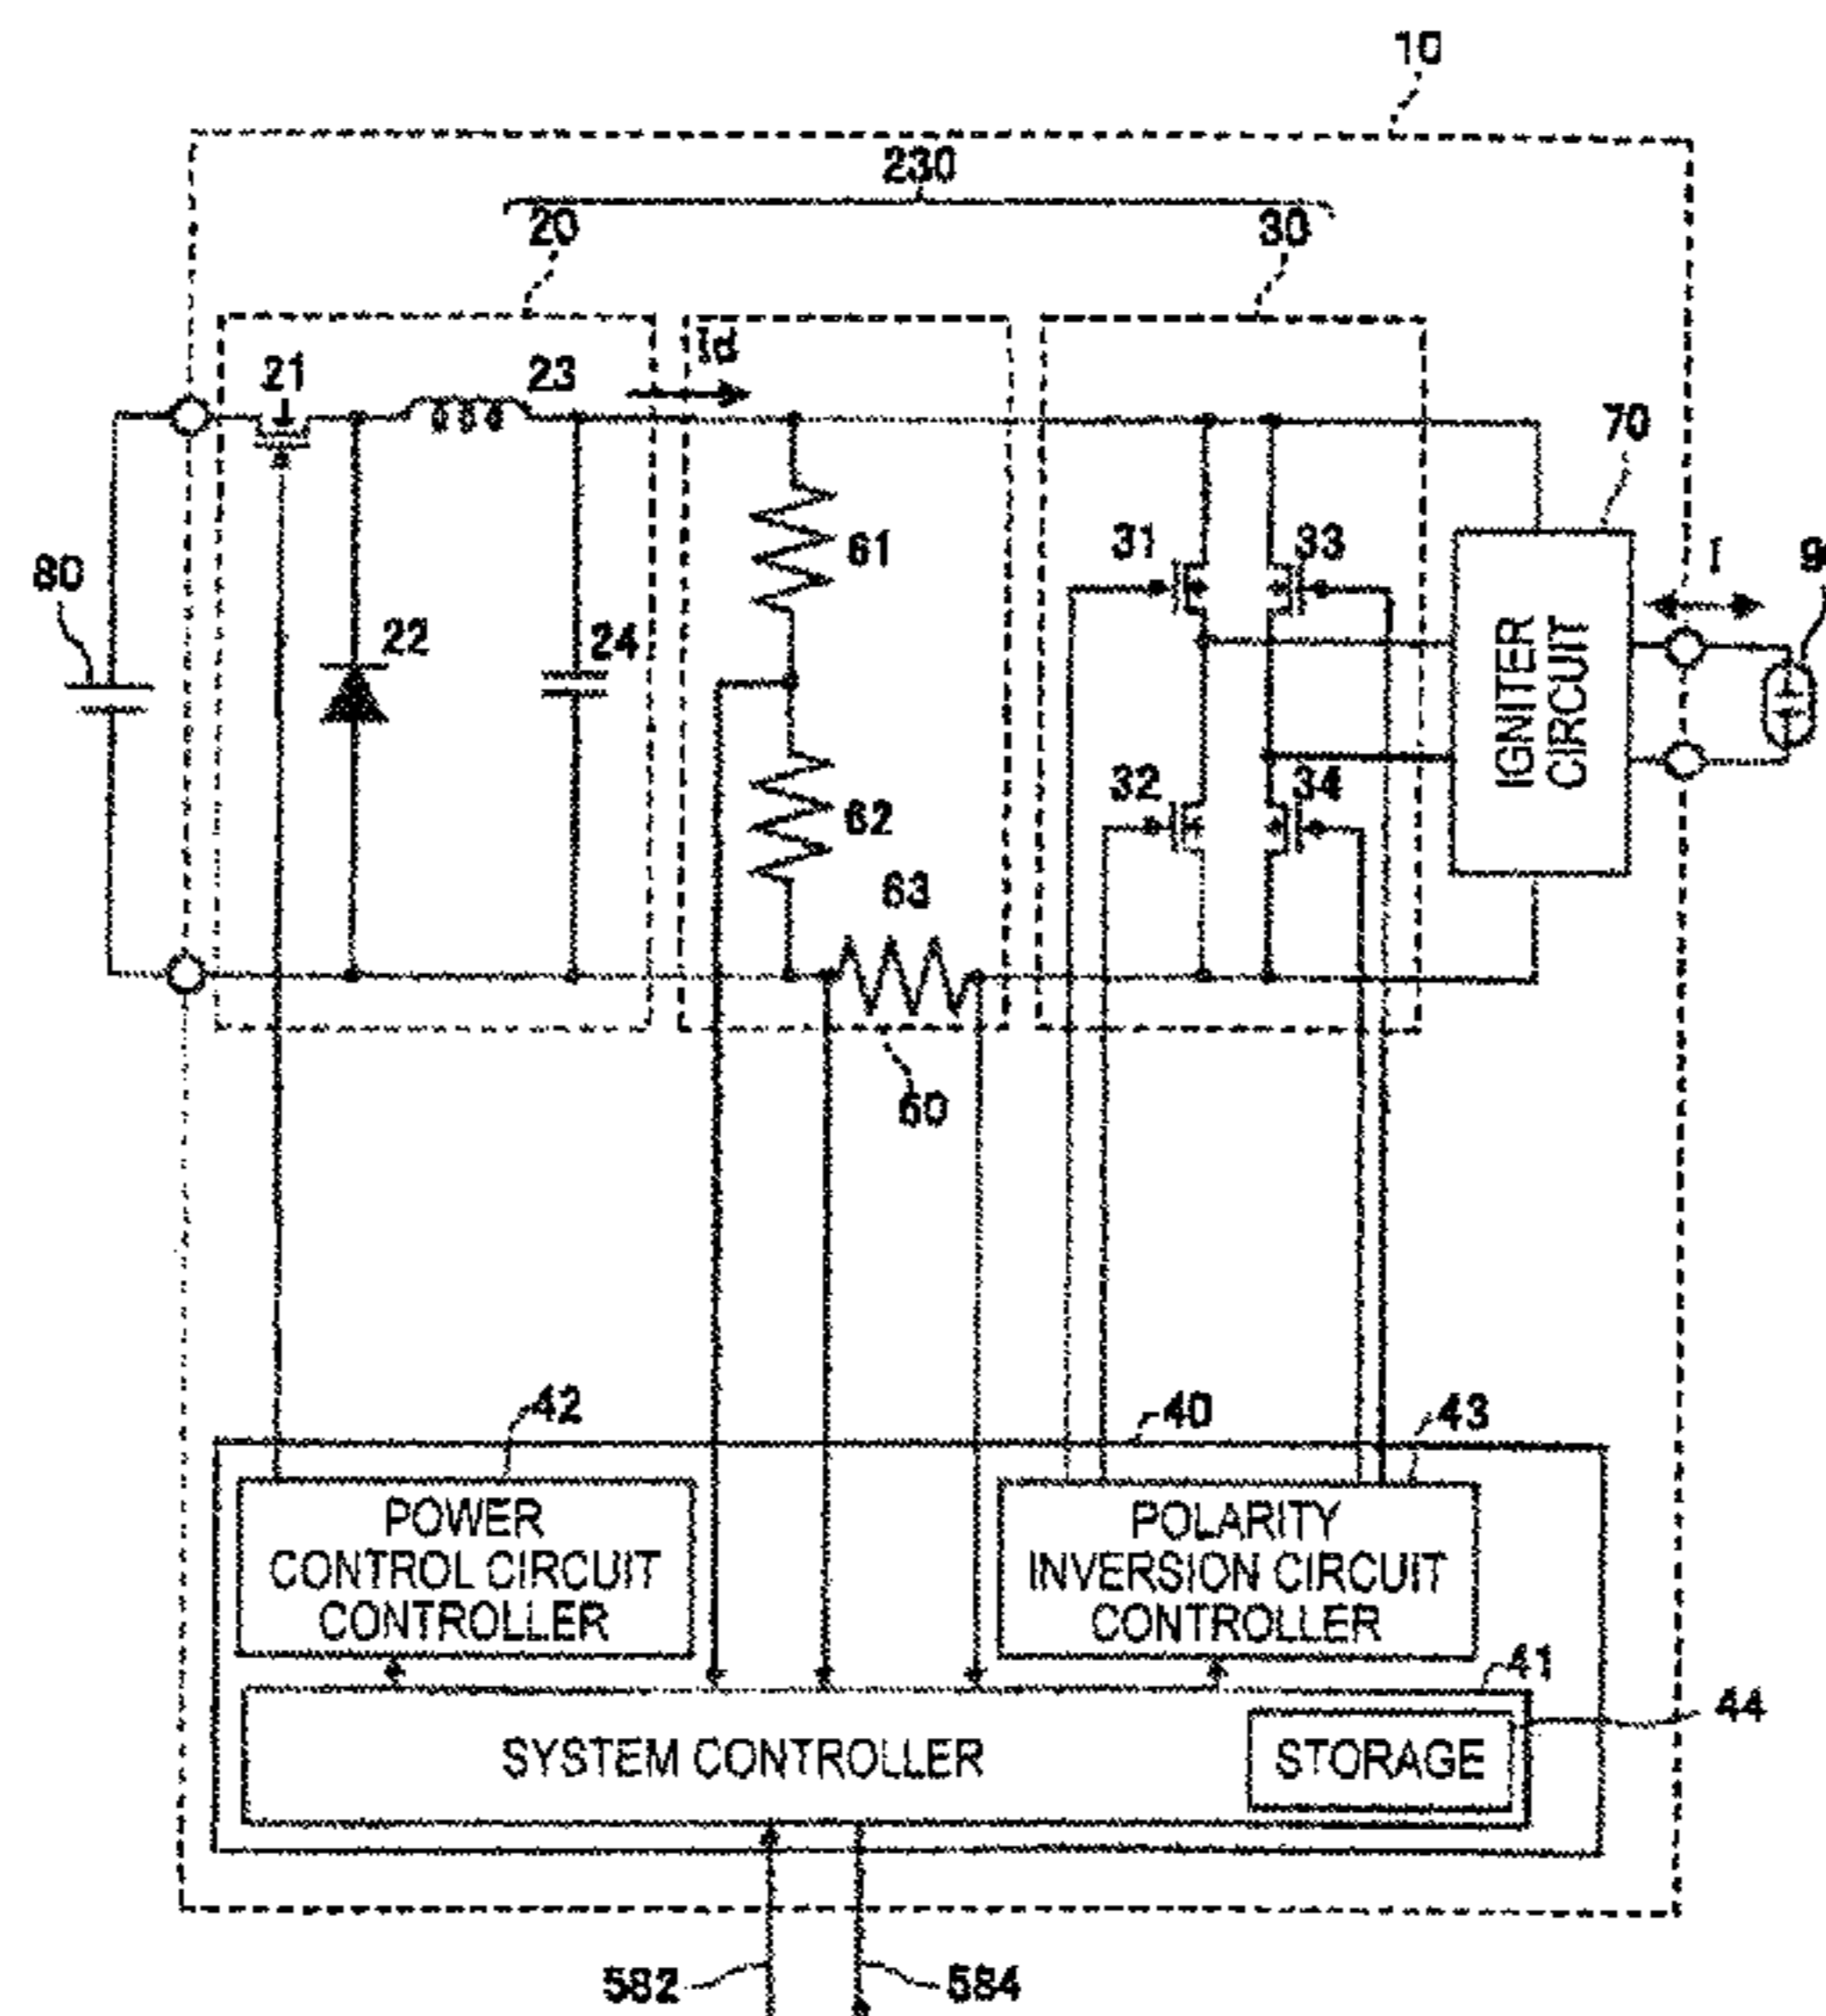 10
230
20
30
Id
21
23
70
31
33
61
80
I
9
22
24
IGNITER
CIRCUIT
32
34
62
63
60
42
40
43
POWER
CONTROL CIRCUIT
CONTROLLER
POLARITY
INVERSION CIRCUIT
CONTROLLER
41
44
SYSTEM CONTROLLER
STORAGE
582
584